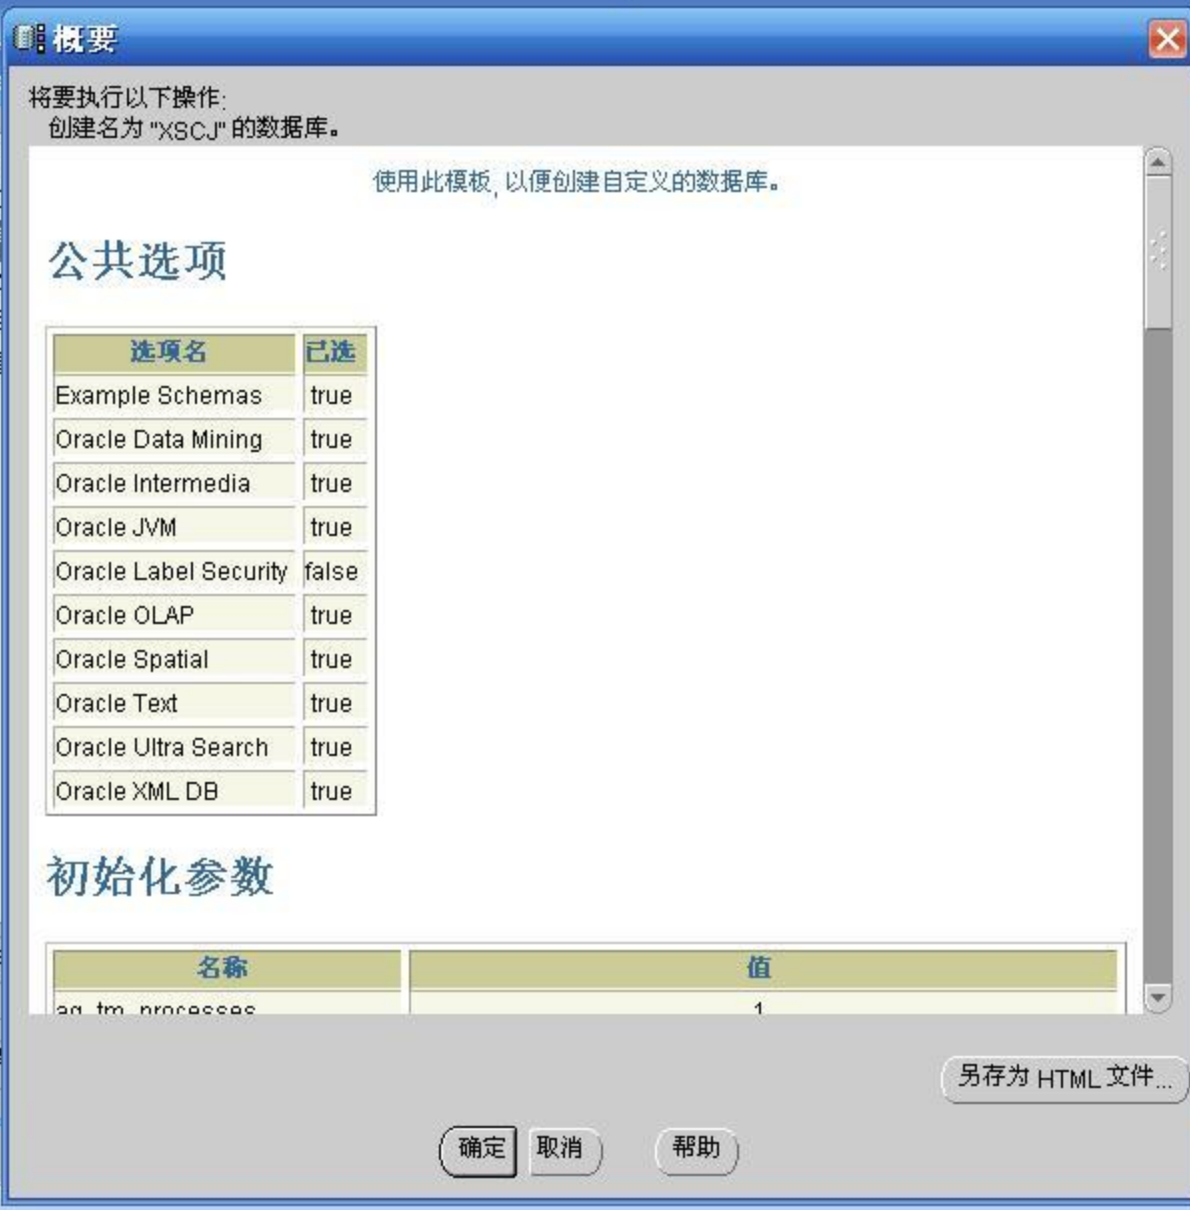 概要
将要执行以下操作:
创建名为 "XSCJ" 的数据库。
使用此模板, 以便创建自定义的数据库。
公共选项
选项名 已选
Example Schemas true
Oracle Data Mining true
Oracle Intermedia true
Oracle JVM true
Oracle Label Security false
Oracle OLAP true
Oracle Spatial true
Oracle Text true
Oracle Ultra Search true
Oracle XML DB true
初始化参数
名称 值
aq_tm_processes 1
另存为 HTML 文件...
确定 取消 帮助